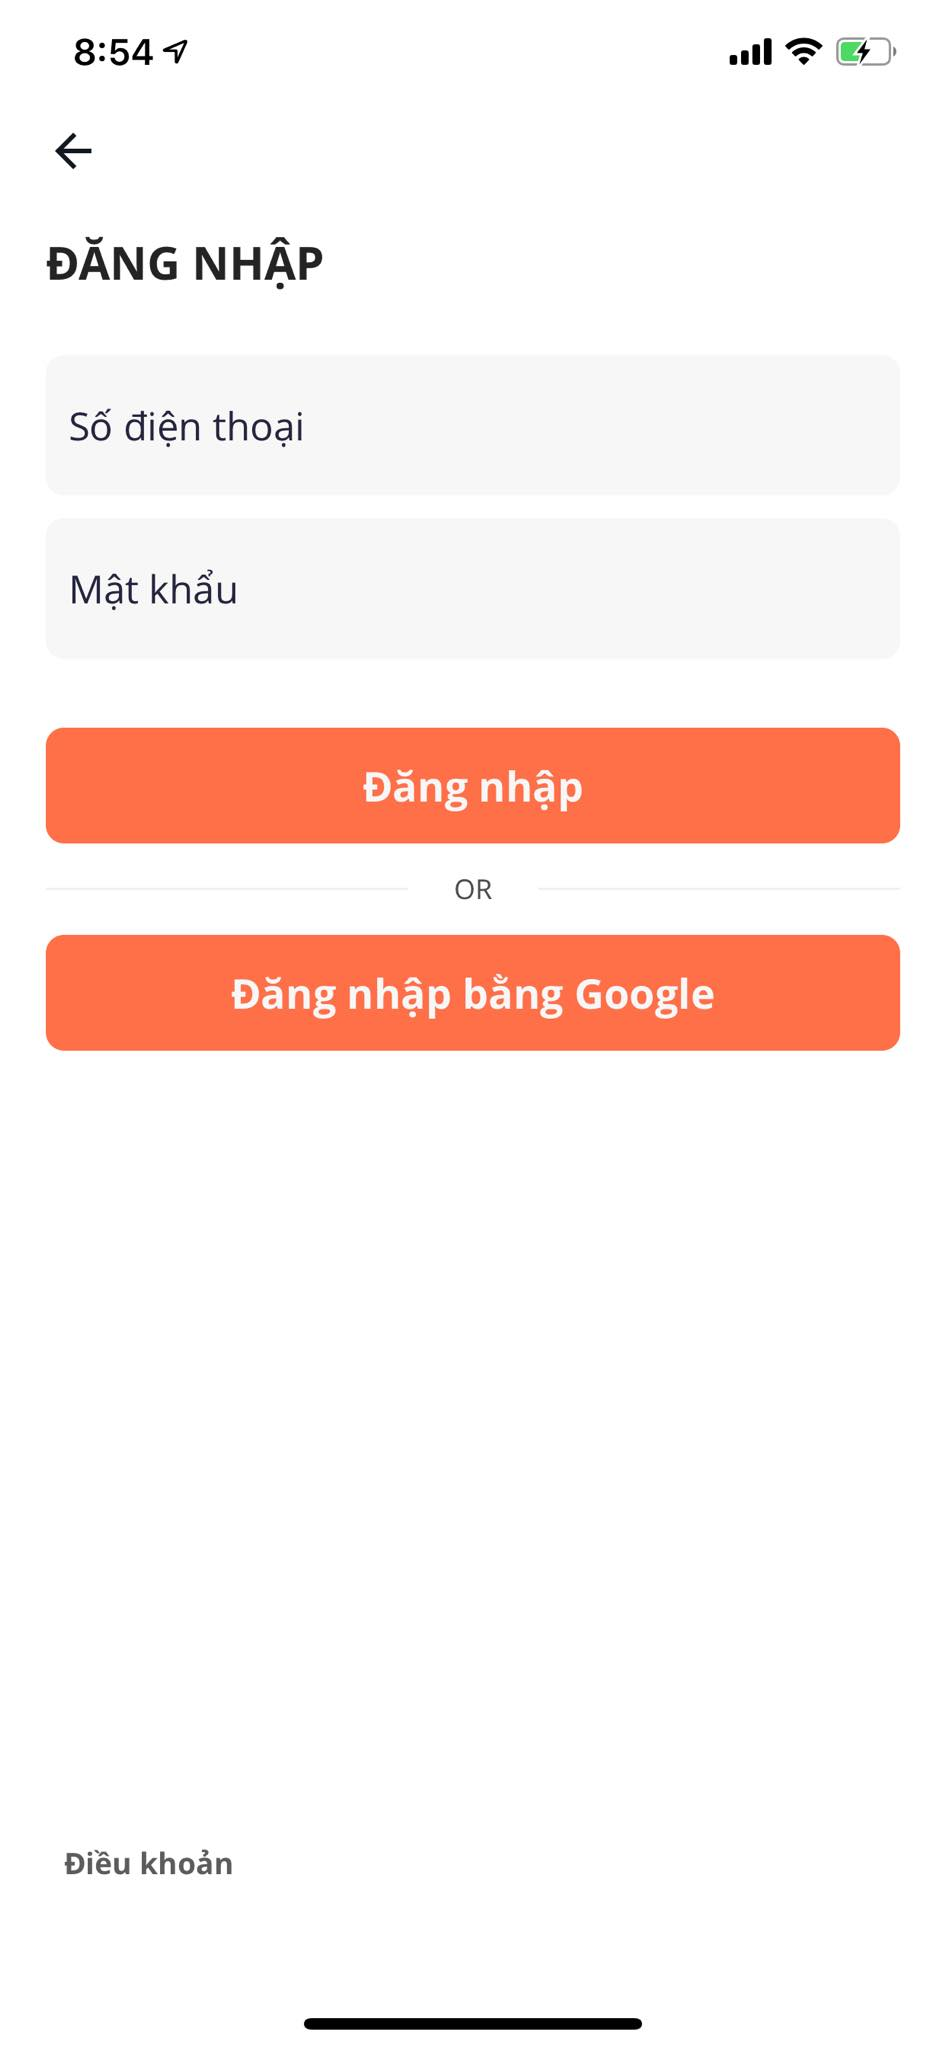 8:54
ĐĂNG NHẬP
Số điện thoại
Mật khẩu
Đăng nhập
OR
Đăng nhập bằng Google
Điều khoản